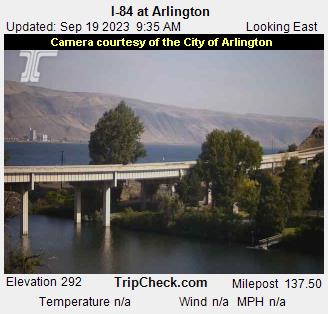 I-84 at Arlington
Updated: Sep 19 2023 9:35 AM Looking East
Camera courtesy of the City of Arlington
Elevation 292 TripCheck.com Milepost 137.50
Temperature n/a Wind n/a MPH n/a